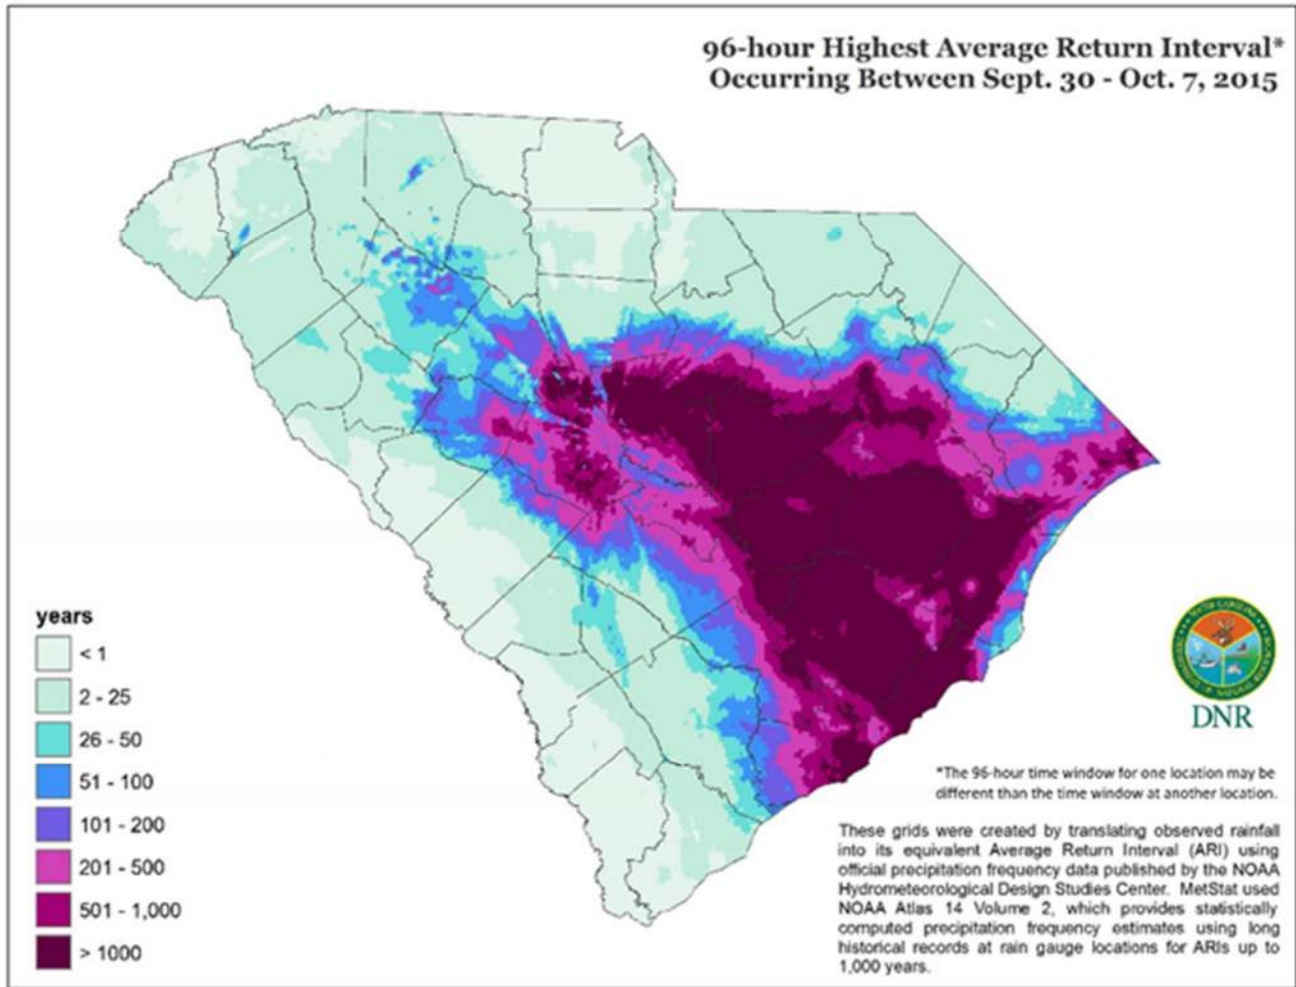 96-hour Highest Average Return Interval*
Occurring Between Sept. 30 - Oct. 7, 2015
years
< 1
2 - 25
26 - 50
51 - 100
101 - 200
201 - 500
501 - 1,000
> 1000
DNR
*The 96-hour time window for one location may be
different than the time window at another location.
These grids were created by translating observed rainfall
into its equivalent Average Return Interval (ARI) using
official precipitation frequency data published by the NOAA
Hydrometeorological Design Studies Center. MetStat used
NOAA Atlas 14 Volume 2, which provides statistically
computed precipitation frequency estimates using long
historical records at rain gauge locations for ARIs up to
1,000 years.